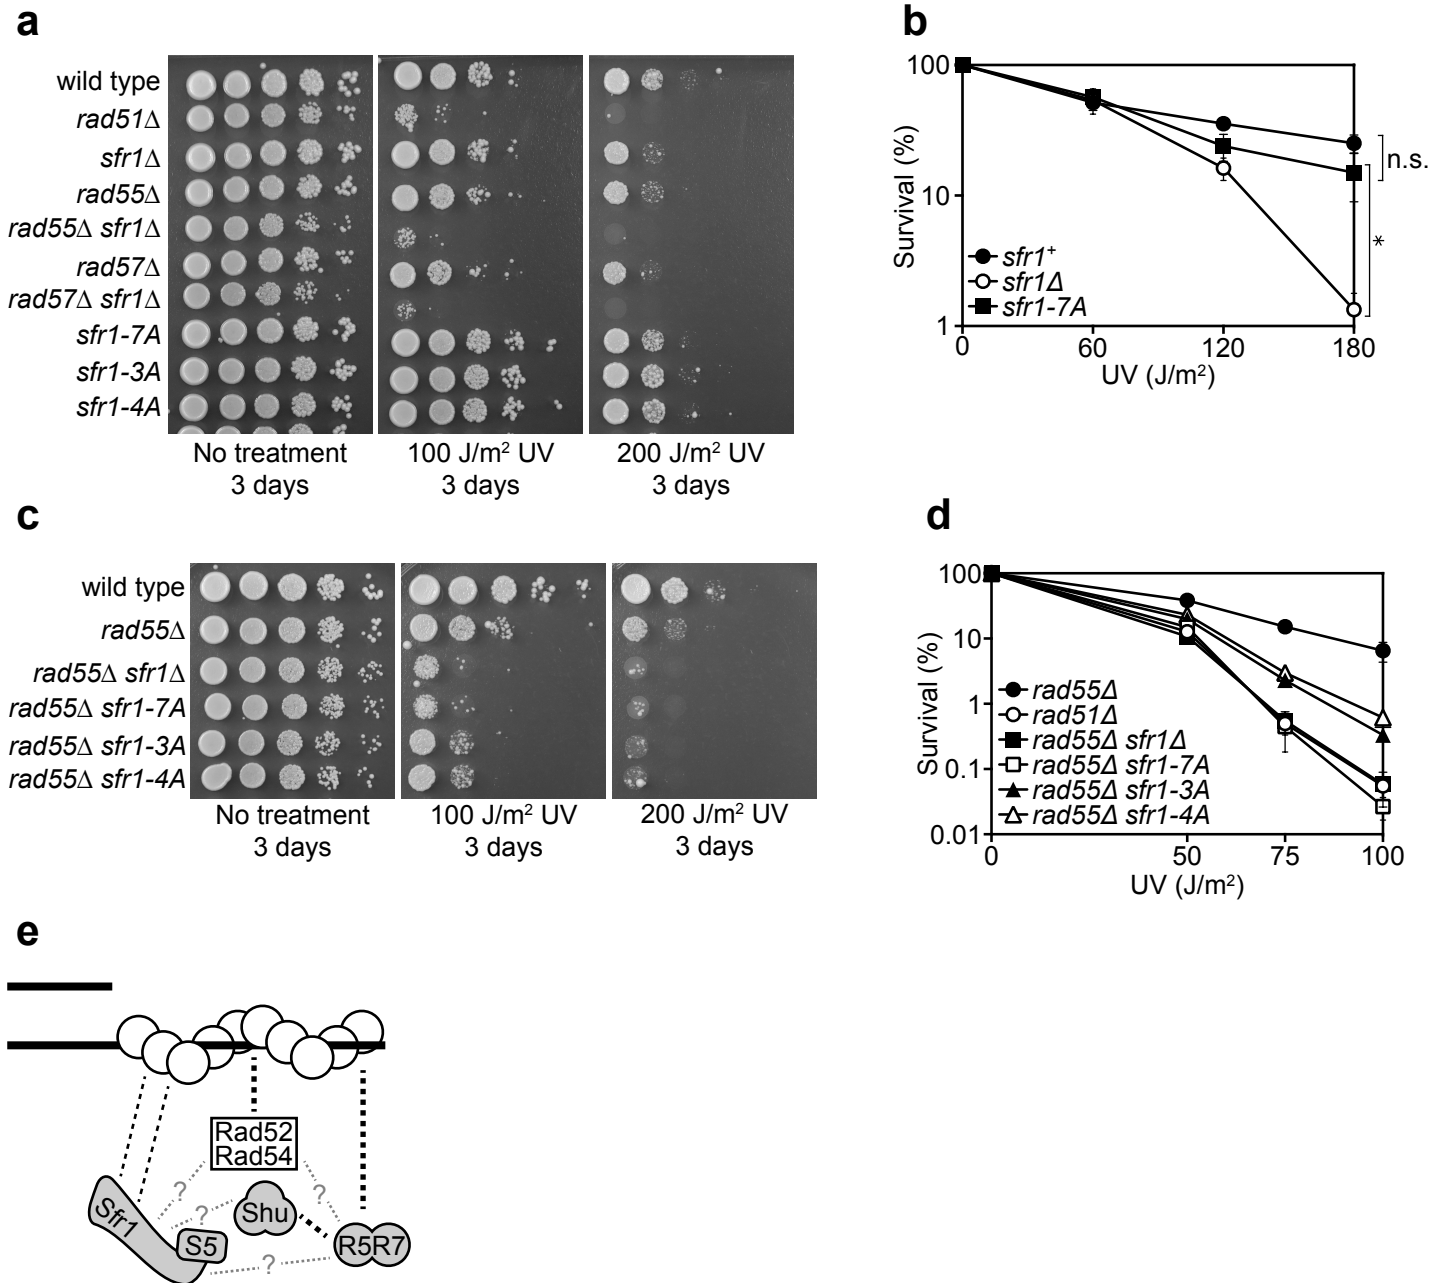 a
wild type
rad51Δ
sfr1Δ
rad55Δ
rad55Δ sfr1Δ
rad57Δ
rad57Δ sfr1Δ
sfr1-7A
sfr1-3A
sfr1-4A
No treatment
3 days
100 J/m² UV
3 days
200 J/m² UV
3 days
b
Survival (%)
100
10
1
0
60
120
180
UV (J/m²)
sfr1⁺
sfr1Δ
sfr1-7A
n.s.
*
c
wild type
rad55Δ
rad55Δ sfr1Δ
rad55Δ sfr1-7A
rad55Δ sfr1-3A
rad55Δ sfr1-4A
No treatment
3 days
100 J/m² UV
3 days
200 J/m² UV
3 days
d
Survival (%)
100
10
1
0.1
0.01
0
50
75
100
UV (J/m²)
rad55Δ
rad51Δ
rad55Δ sfr1Δ
rad55Δ sfr1-7A
rad55Δ sfr1-3A
rad55Δ sfr1-4A
e
Rad52
Rad54
?
?
?
Sfr1
Shu
S5
R5R7
?